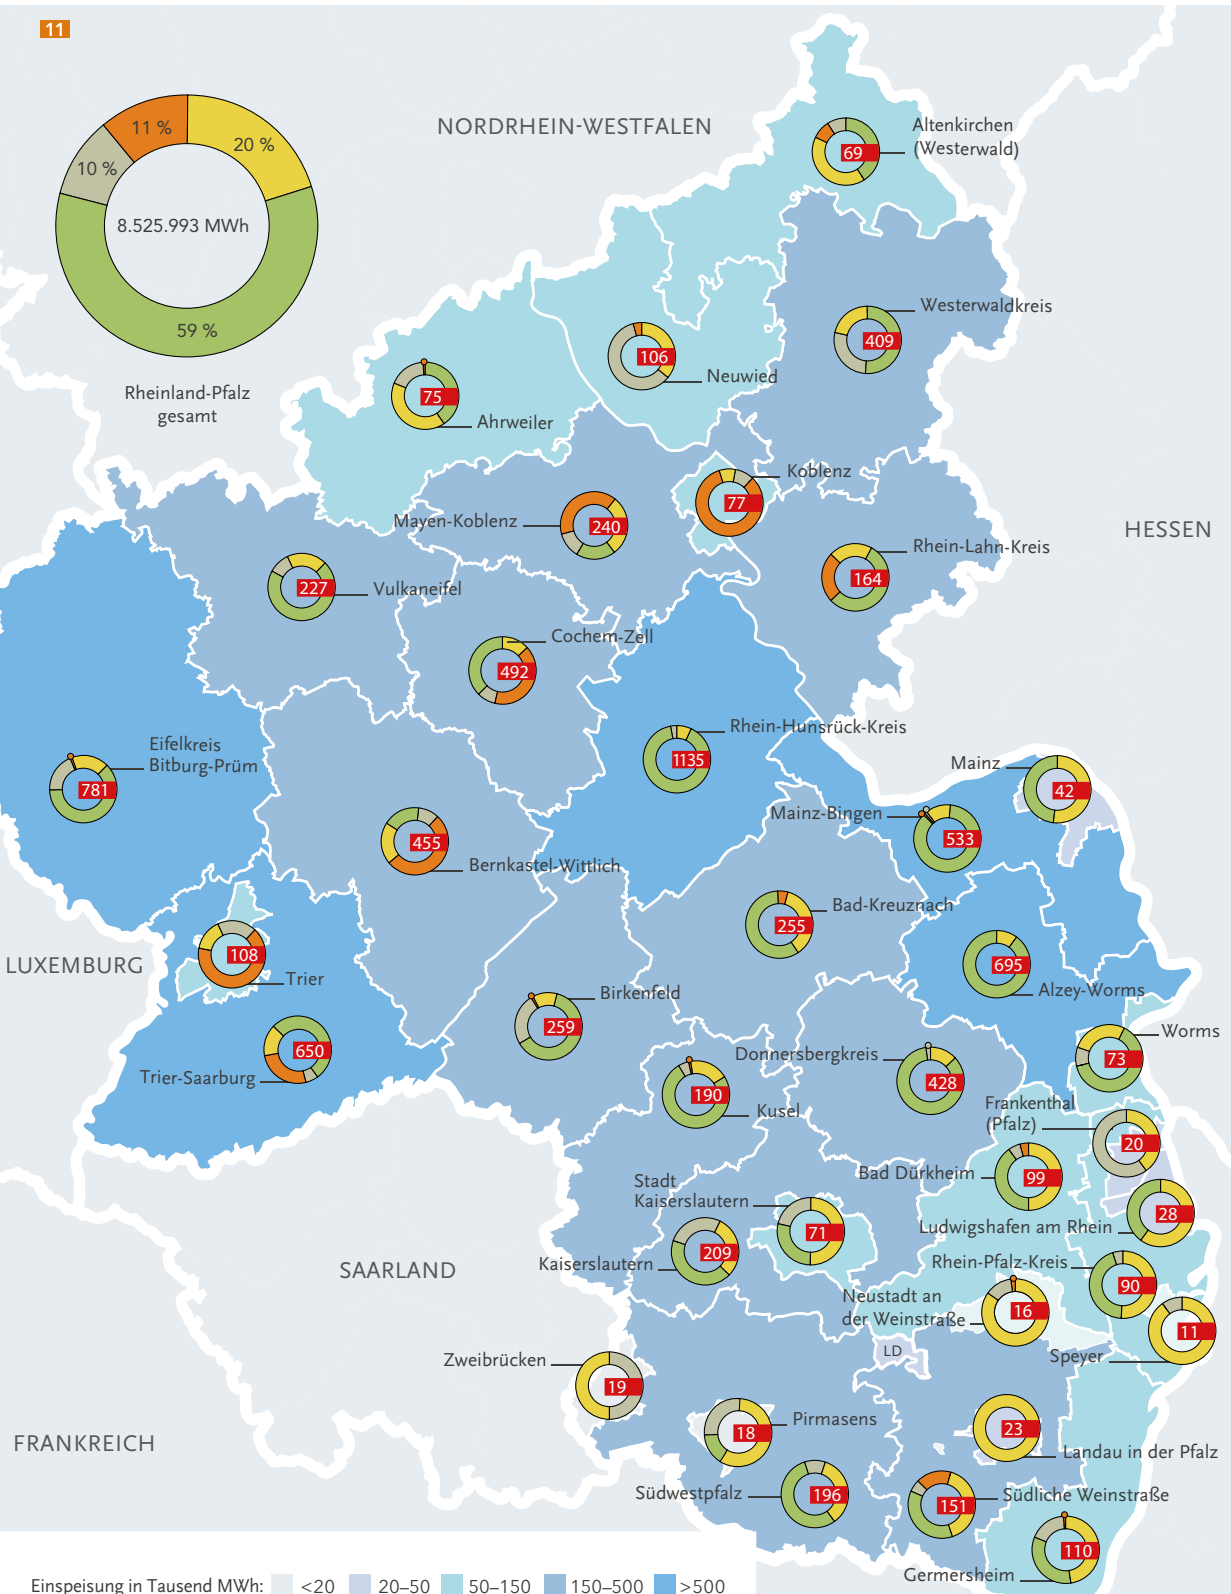 11
NORDRHEIN-WESTFALEN
Altenkirchen
(Westerwald)
69
11 %
20 %
10 %
8.525.993 MWh
59 %
Rheinland-Pfalz
gesamt
Westerwaldkreis
409
106
Neuwied
75
Ahrweiler
Koblenz
77
Mayen-Koblenz
240
HESSEN
Rhein-Lahn-Kreis
164
227
Vulkaneifel
Cochem-Zell
492
Rhein-Hunsrück-Kreis
1135
Eifelkreis
Bitburg-Prüm
781
Mainz
42
Mainz-Bingen
533
455
Bernkastel-Wittlich
Bad-Kreuznach
255
LUXEMBURG
108
Trier
695
Alzey-Worms
Birkenfeld
259
650
Trier-Saarburg
Worms
73
Donnersbergkreis
428
190
Kusel
Frankenthal
(Pfalz)
20
Bad Dürkheim
99
Stadt
Kaiserslautern
71
28
Ludwigshafen am Rhein
209
Kaiserslautern
SAARLAND
Rhein-Pfalz-Kreis
90
Neustadt an
der Weinstraße
16
11
Speyer
LD
Zweibrücken
19
Pirmasens
18
23
Landau in der Pfalz
FRANKREICH
Südwestpfalz
196
Südliche Weinstraße
151
110
Germersheim
Einspeisung in Tausend MWh: <20 20–50 50–150 150–500 >500